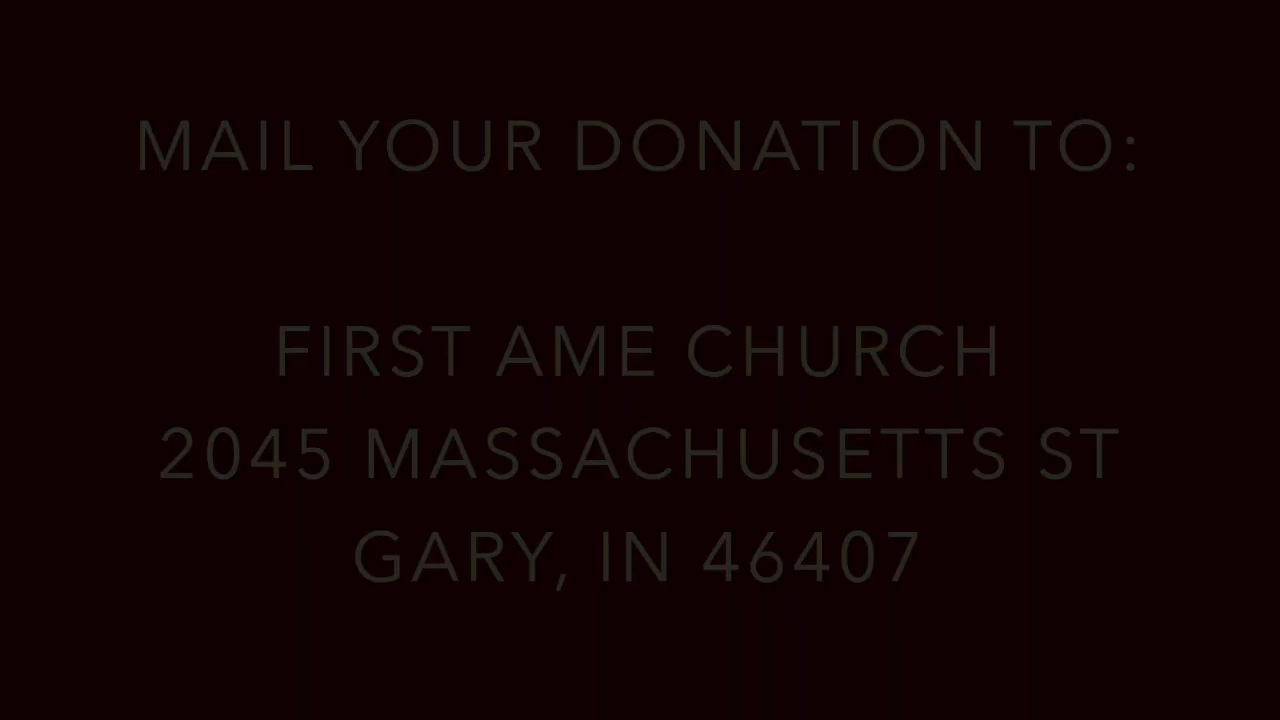 MAIL YOUR DONATION TO:
FIRST AME CHURCH
2045 MASSACHUSETTS ST
GARY, IN 46407